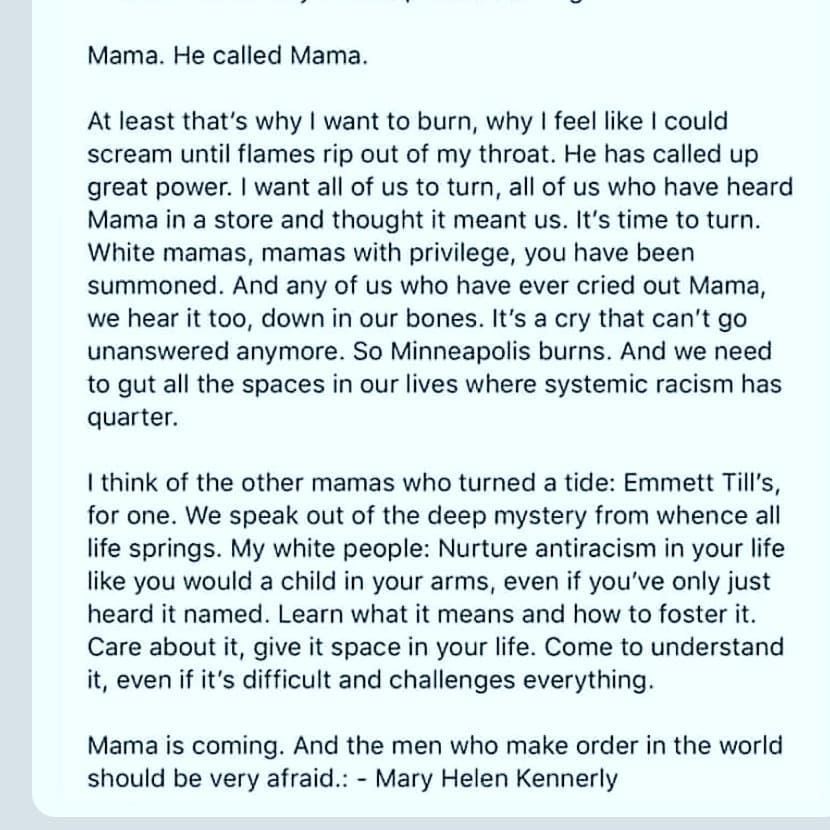 Mama. He called Mama.
At least that's why I want to burn, why I feel like I could
scream until flames rip out of my throat. He has called up
great power. I want all of us to turn, all of us who have heard
Mama in a store and thought it meant us. It's time to turn.
White mamas, mamas with privilege, you have been
summoned. And any of us who have ever cried out Mama,
we hear it too, down in our bones. It's a cry that can't go
unanswered anymore. So Minneapolis burns. And we need
to gut all the spaces in our lives where systemic racism has
quarter.
I think of the other mamas who turned a tide: Emmett Till's,
for one. We speak out of the deep mystery from whence all
life springs. My white people: Nurture antiracism in your life
like you would a child in your arms, even if you've only just
heard it named. Learn what it means and how to foster it.
Care about it, give it space in your life. Come to understand
it, even if it's difficult and challenges everything.
Mama is coming. And the men who make order in the world
should be very afraid.: - Mary Helen Kennerly